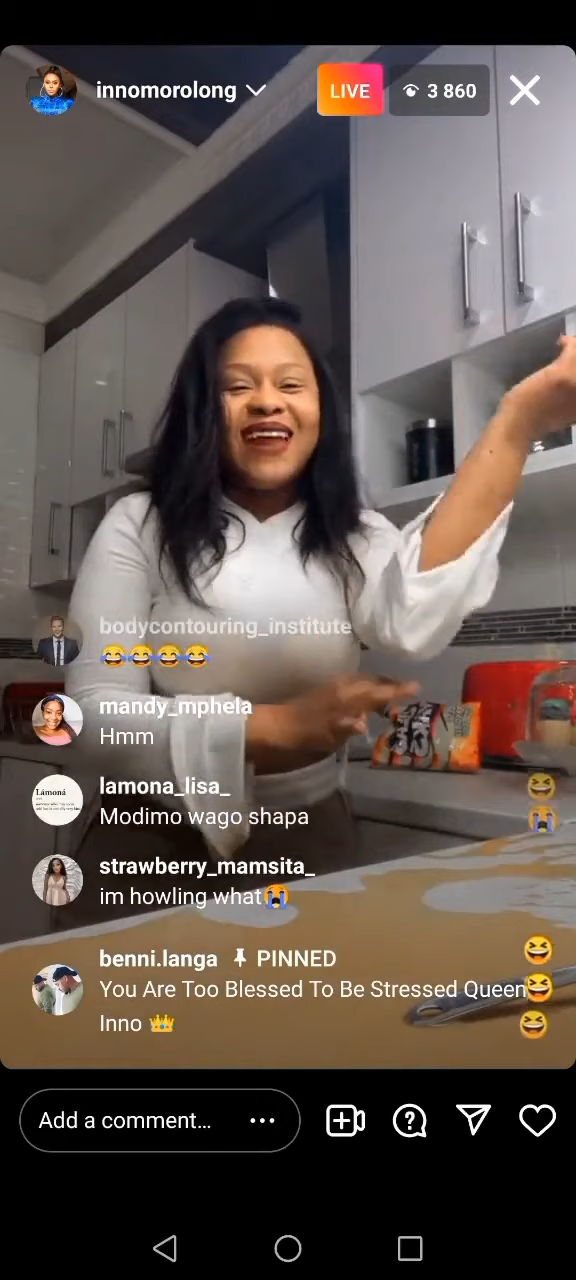 innomorolong
LIVE
3 860
bodycontouring_institute
😂😂😂😂
mandy_mphela
Hmm
lamona_lisa_
Modimo wago shapa
strawberry_mamsita_
im howling what😭
benni.langa PINNED
You Are Too Blessed To Be Stressed Queen
Inno 👑
Add a comment...
Lamoná